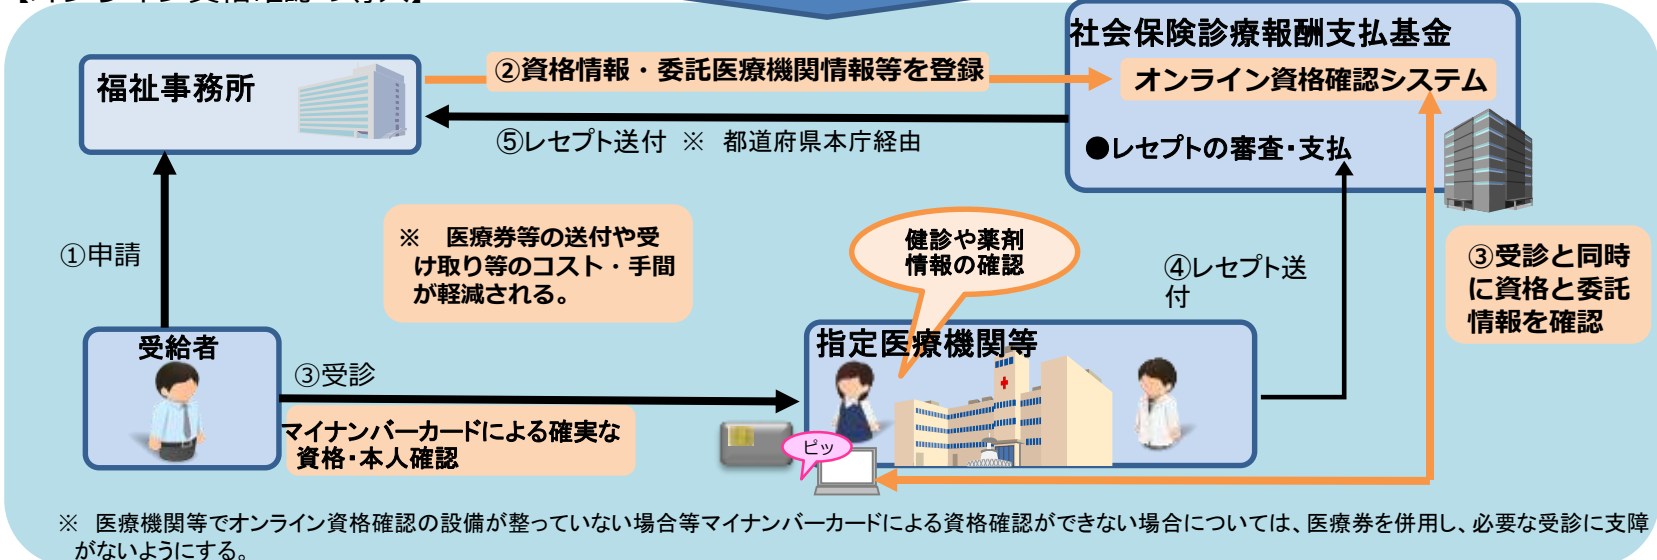 社会保険診療報酬支払基金
福祉事務所
②資格情報・委託医療機関情報等を登録
オンライン資格確認システム
⑤レセプト送付 ※ 都道府県本庁経由
●レセプトの審査・支払
①申請
※ 医療券等の送付や受
け取り等のコスト・手間
が軽減される。
健診や薬剤
情報の確認
④レセプト送
付
③受診と同時
に資格と委託
情報を確認
受給者
指定医療機関等
③受診
マイナンバーカードによる確実な
資格・本人確認
ピッ
※ 医療機関等でオンライン資格確認の設備が整っていない場合等マイナンバーカードによる資格確認ができない場合については、医療券を併用し、必要な受診に支障
がないようにする。